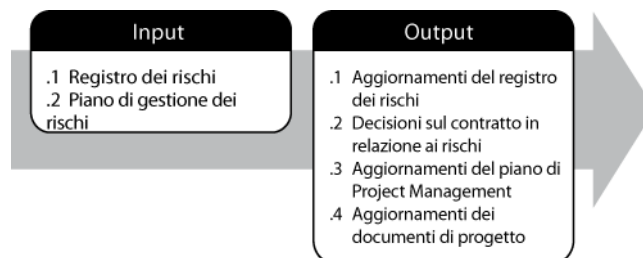 Input
.1 Registro dei rischi
.2 Piano di gestione dei
rischi
Output
.1 Aggiornamenti del registro
dei rischi
.2 Decisioni sul contratto in
relazione ai rischi
.3 Aggiornamenti del piano di
Project Management
.4 Aggiornamenti dei
documenti di progetto